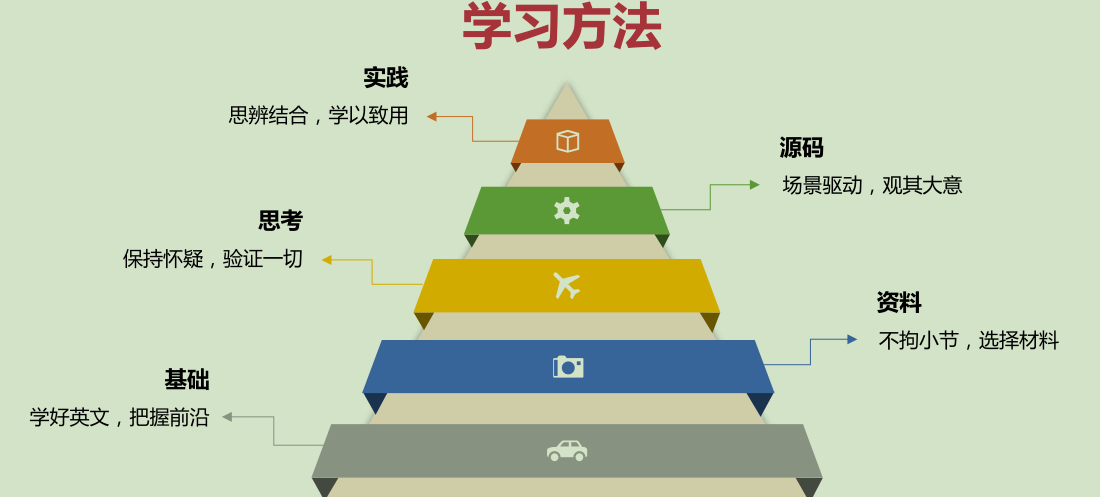 学习方法
实践
思辨结合，学以致用
源码
场景驱动，观其大意
思考
保持怀疑，验证一切
资料
不拘小节，选择材料
基础
学好英文，把握前沿